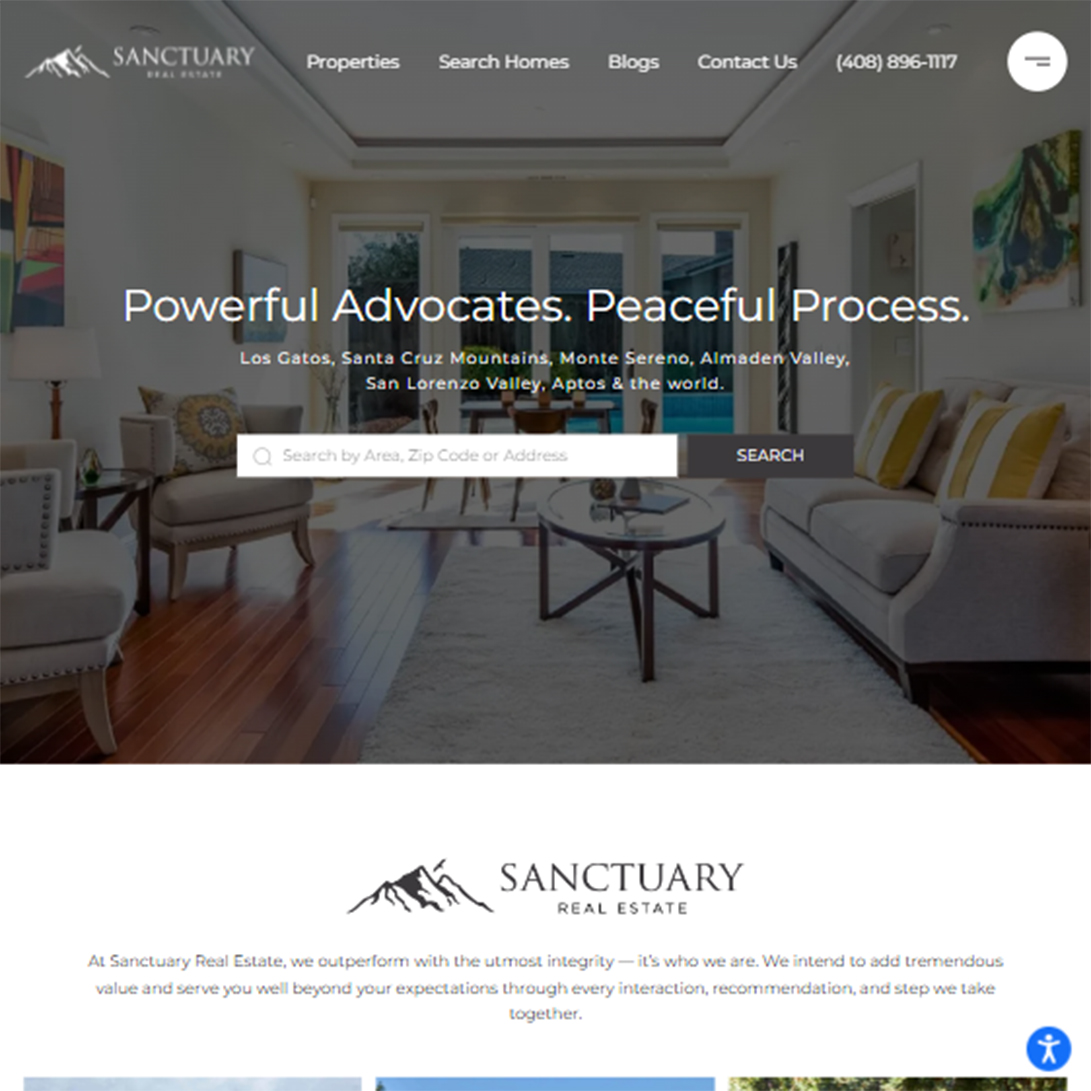 SANCTUARY
REAL ESTATE
Properties
Search Homes
Blogs
Contact Us
(408) 896-1117
Powerful Advocates. Peaceful Process.
Los Gatos, Santa Cruz Mountains, Monte Sereno, Almaden Valley,
San Lorenzo Valley, Aptos & the world.
Search by Area, Zip Code or Address
SEARCH
SANCTUARY
REAL ESTATE
At Sanctuary Real Estate, we outperform with the utmost integrity — it's who we are. We intend to add tremendous
value and serve you well beyond your expectations through every interaction, recommendation, and step we take
together.